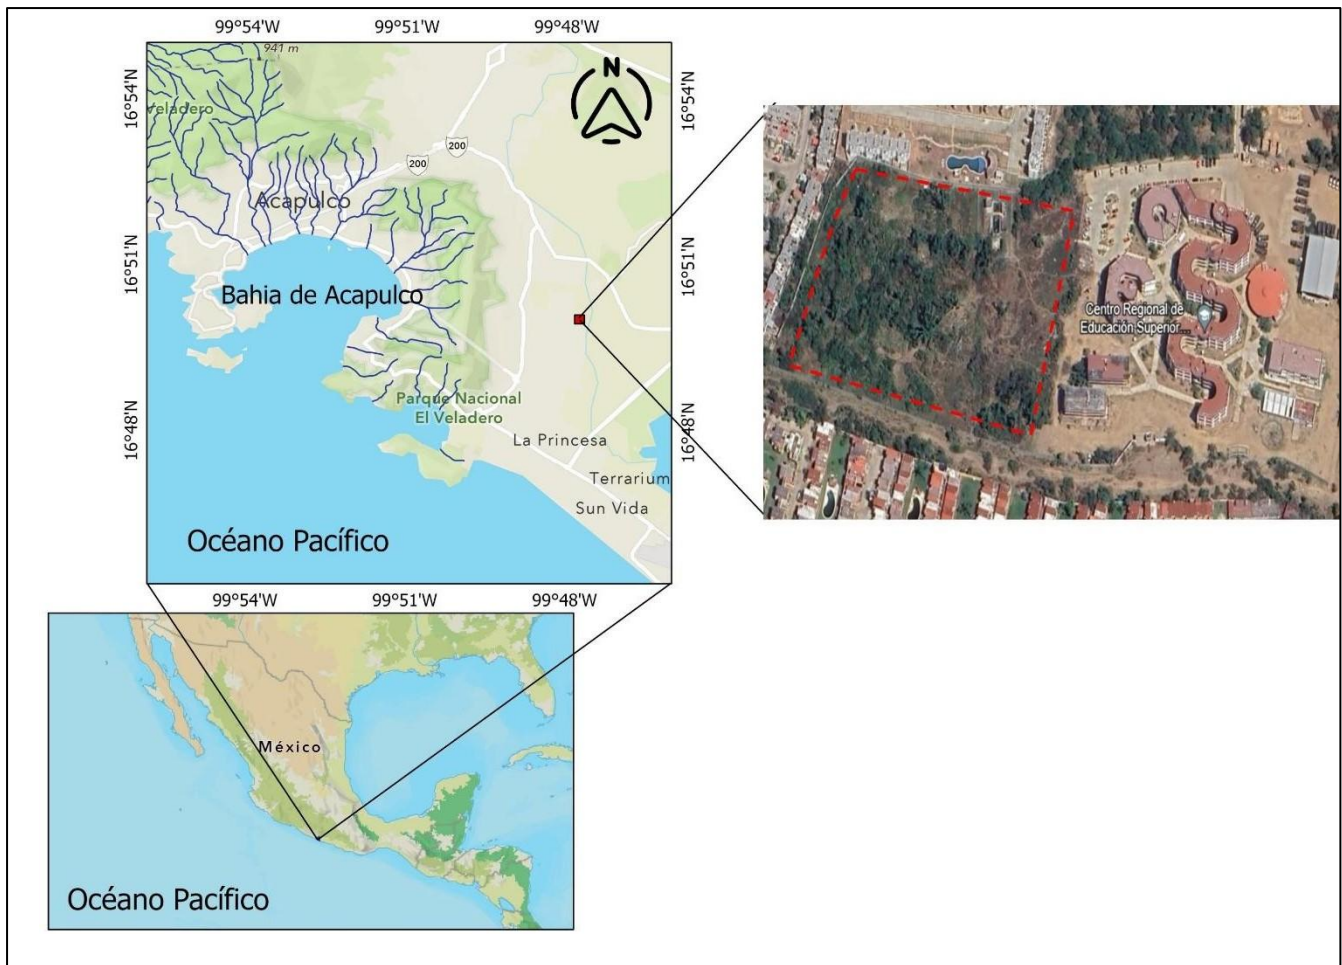 99°54'W 99°51'W 99°48'W
941 m
N
16°54'N
16°54'N
Veladero
200
200
Acapulco
16°51'N
16°51'N
Bahia de Acapulco
Centro Regional de
Educación Superior...
Parque Nacional
El Veladero
16°48'N
16°48'N
La Princesa
Terrarium
Sun Vida
Océano Pacífico
99°54'W 99°51'W 99°48'W
México
Océano Pacífico